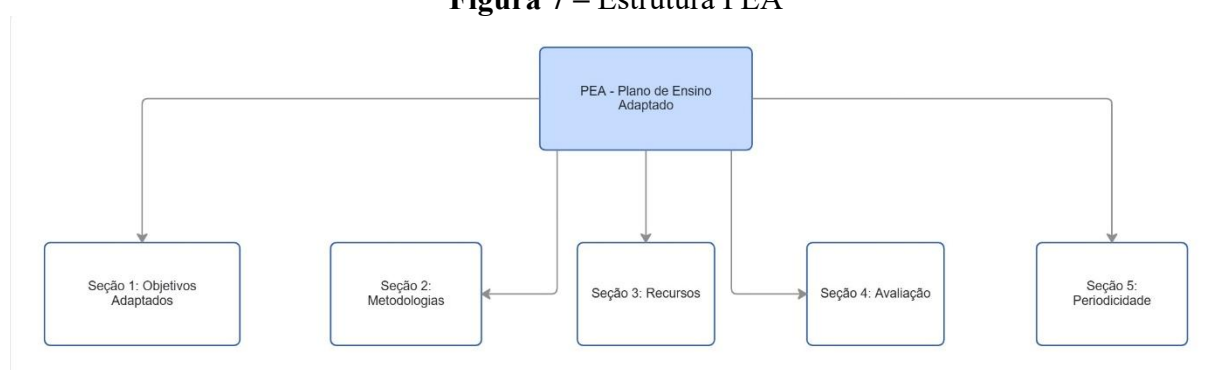 Figura 7 – Estrutura PEA
PEA - Plano de Ensino
Adaptado
Seção 1: Objetivos
Adaptados
Seção 2:
Metodologias
Seção 3: Recursos
Seção 4: Avaliação
Seção 5:
Periodicidade